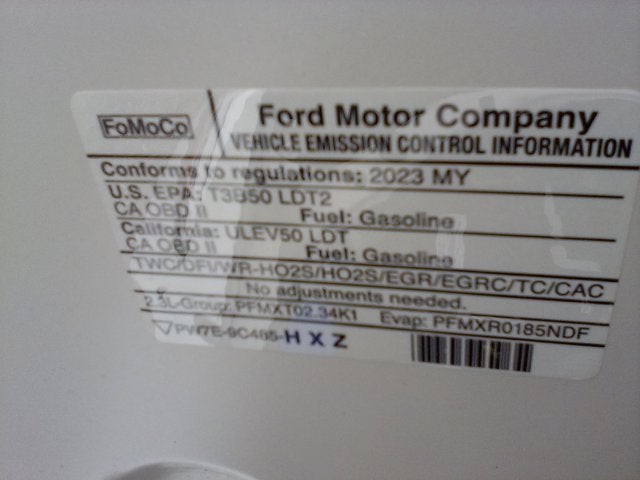 FoMoCo
Ford Motor Company
VEHICLE EMISSION CONTROL INFORMATION
Conforms to regulations: 2023 MY
U.S. EPA: T3B50 LDT2
CA OBD II Fuel: Gasoline
California: ULEV50 LDT
CA OBD II Fuel: Gasoline
TWC/DFI/WR-HO2S/HO2S/EGR/EGRC/TC/CAC
No adjustments needed.
2.3L-Group: PFMXT02.34K1 Evap: PFMXR0185NDF
PW7E-9C485-H X Z